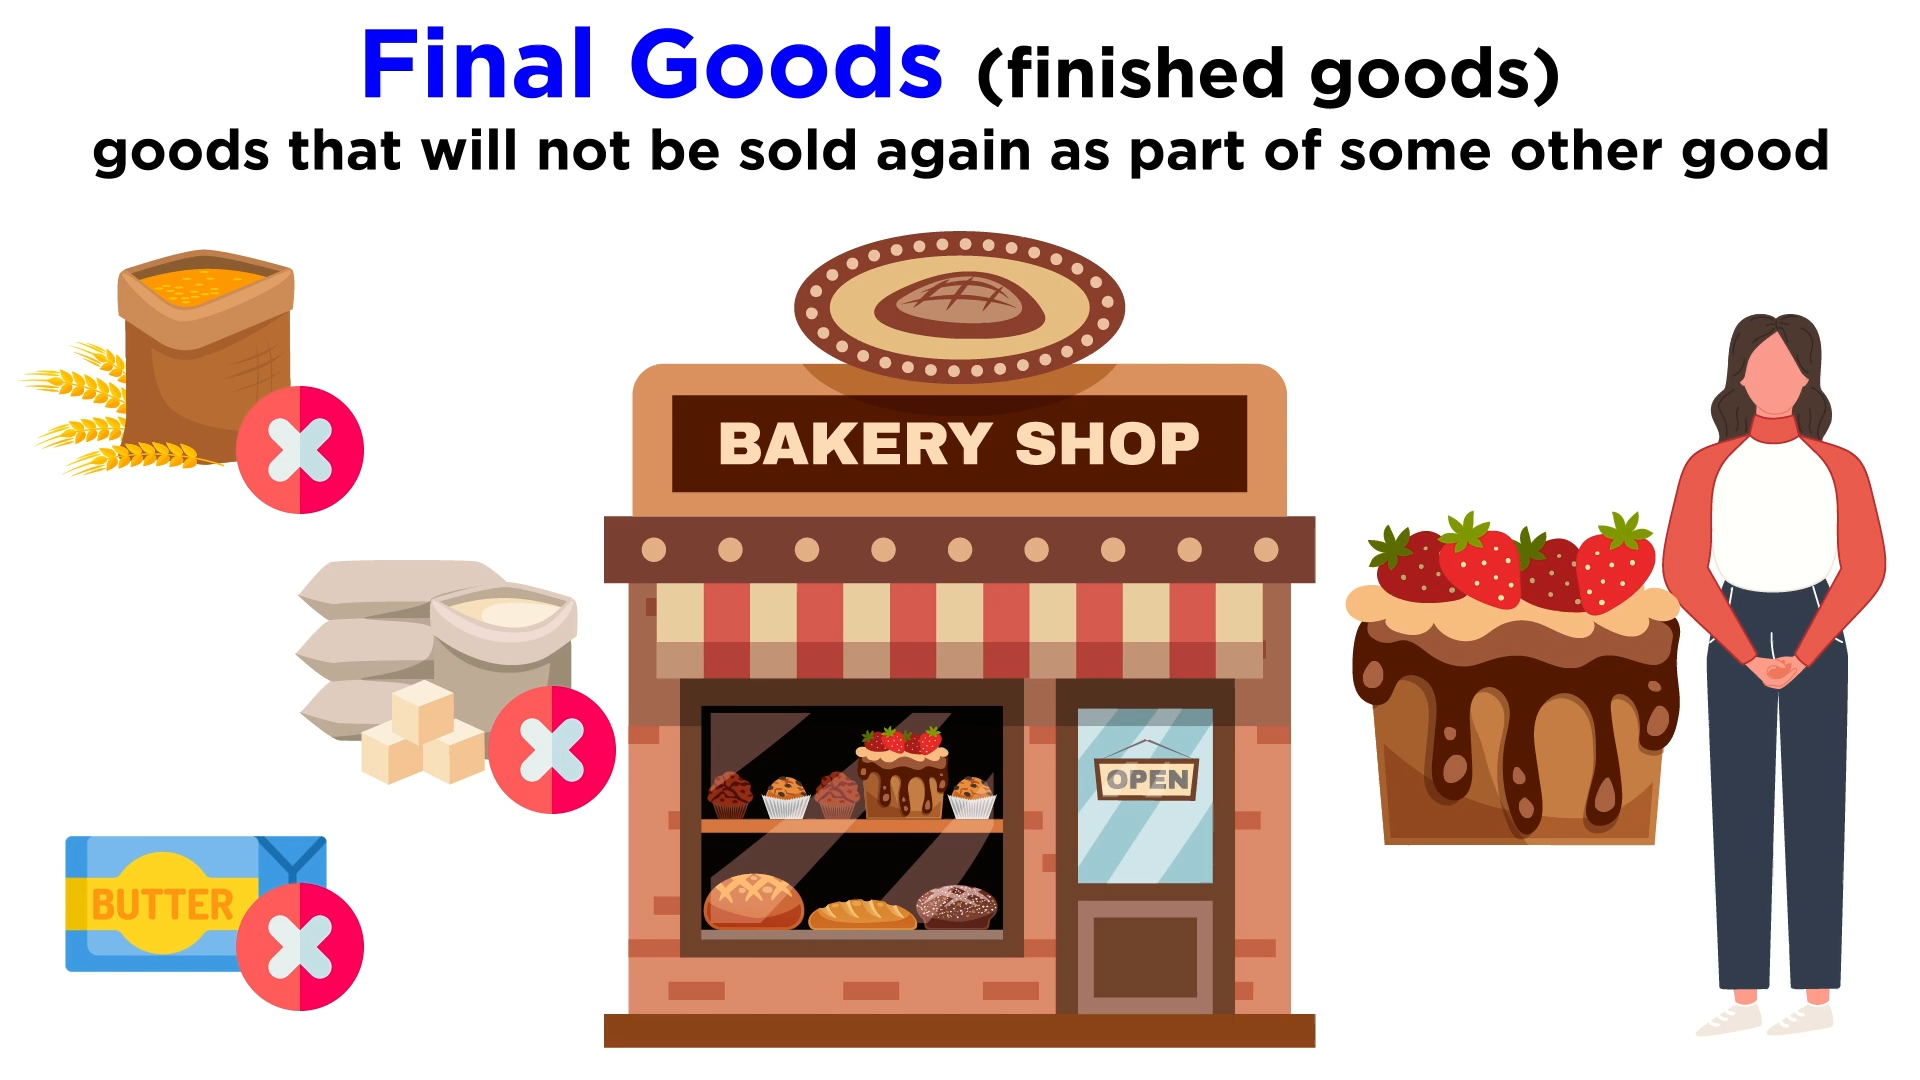 Final Goods (finished goods)
goods that will not be sold again as part of some other good
BAKERY SHOP
OPEN
BUTTER